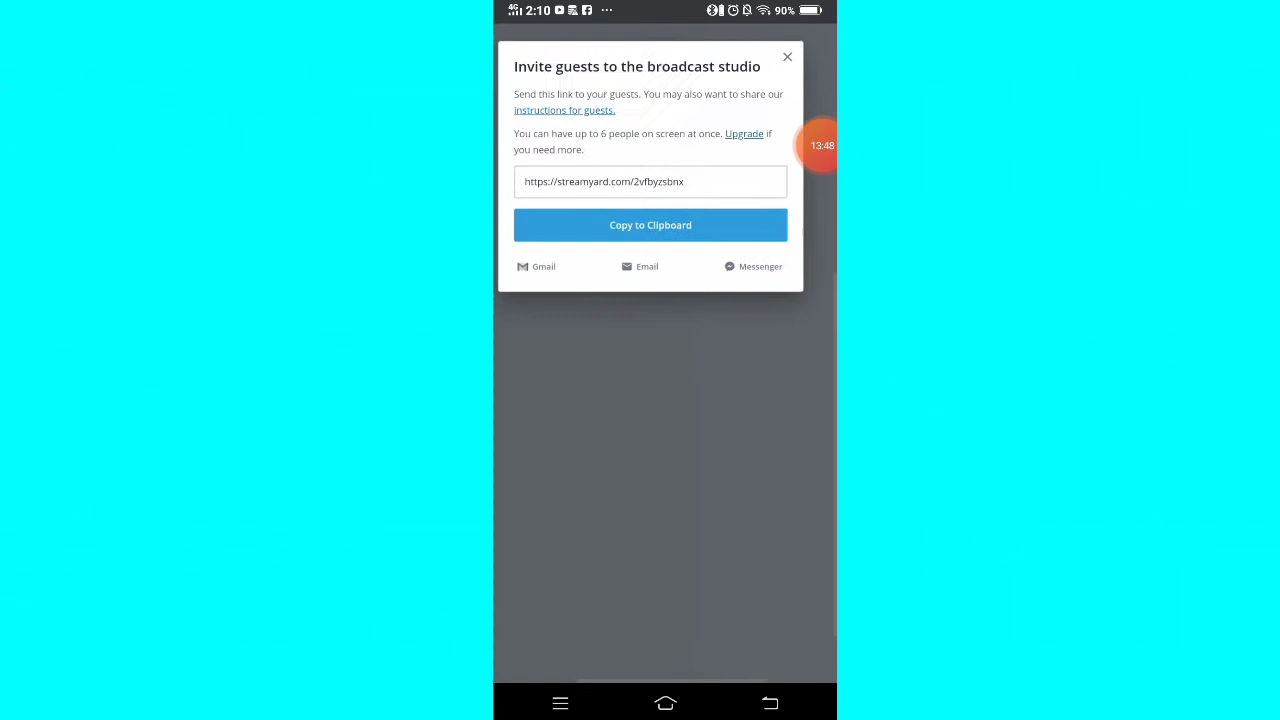 4G 2:10 ... 90%
Invite guests to the broadcast studio
Send this link to your guests. You may also want to share our
instructions for guests.
You can have up to 6 people on screen at once. Upgrade if
you need more.
13:48
https://streamyard.com/2vfbyzsbnx
Copy to Clipboard
Gmail Email Messenger